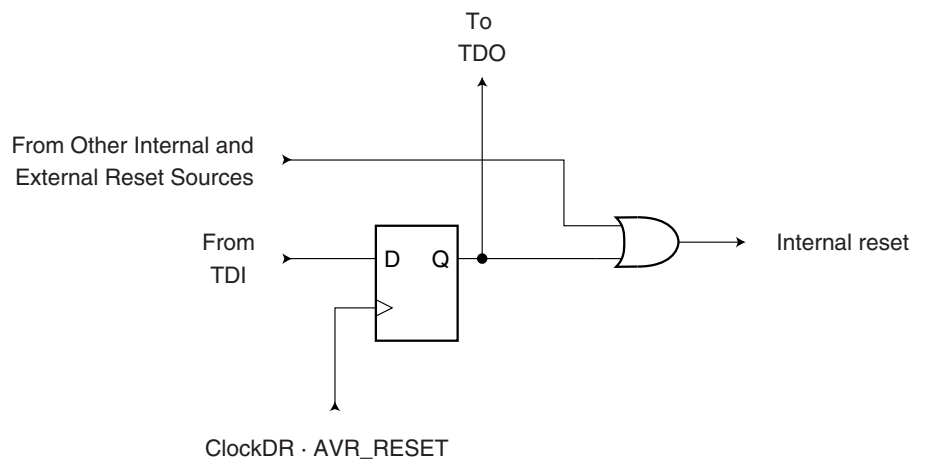 To
TDO
From Other Internal and
External Reset Sources
From
TDI
D
Q
Internal reset
ClockDR · AVR_RESET